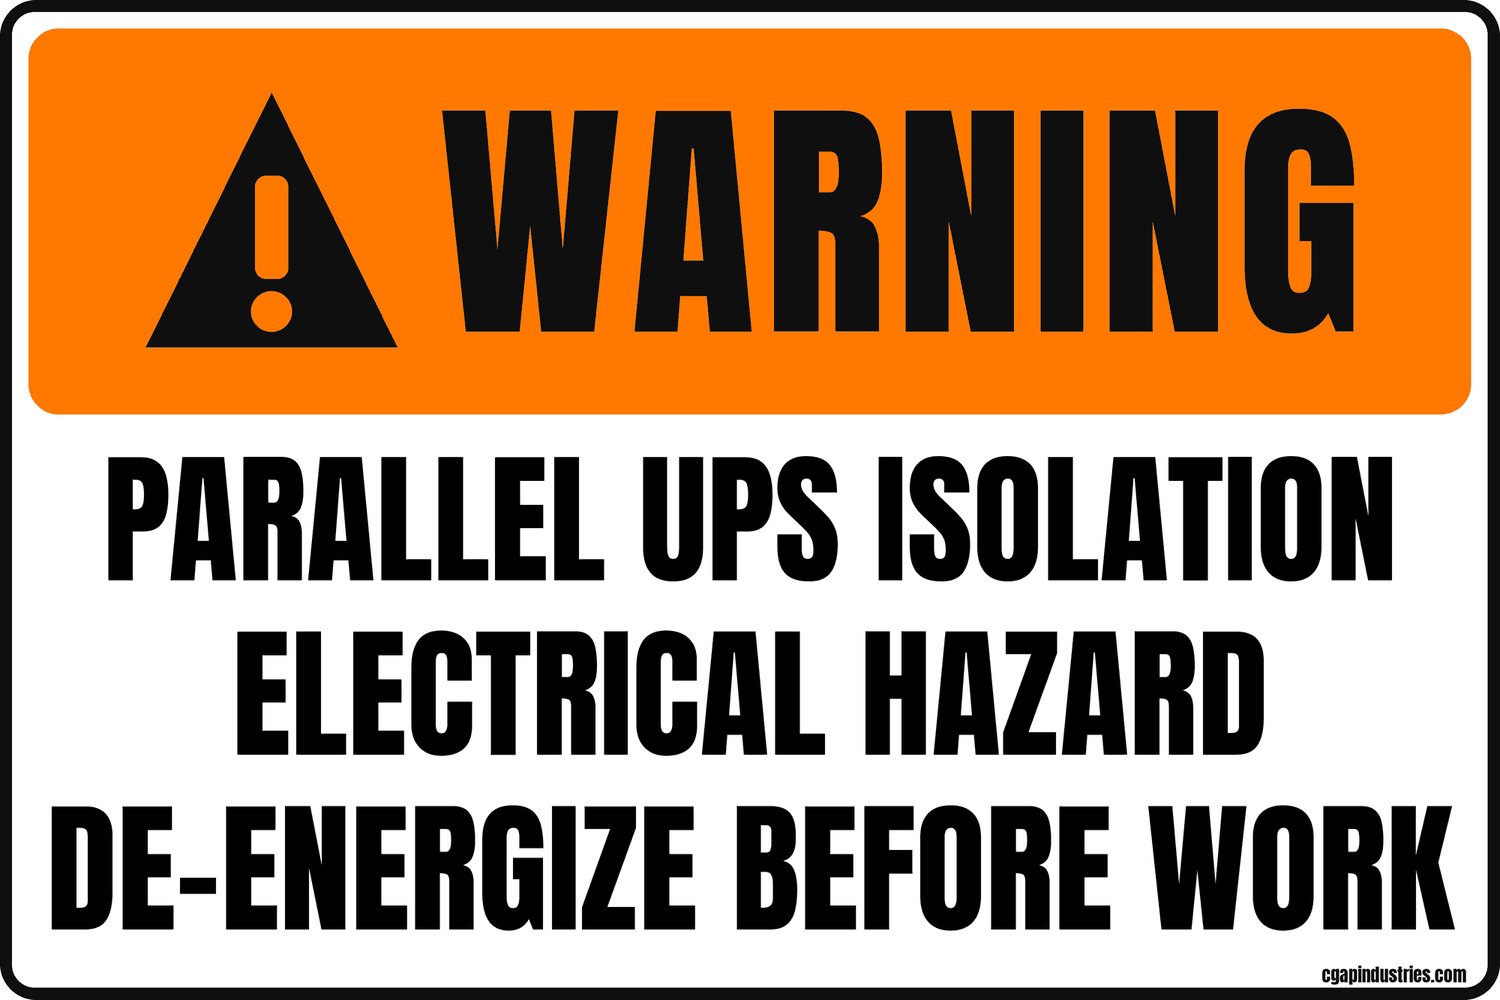 WARNING
PARALLEL UPS ISOLATION
ELECTRICAL HAZARD
DE-ENERGIZE BEFORE WORK
cgapindustries.com